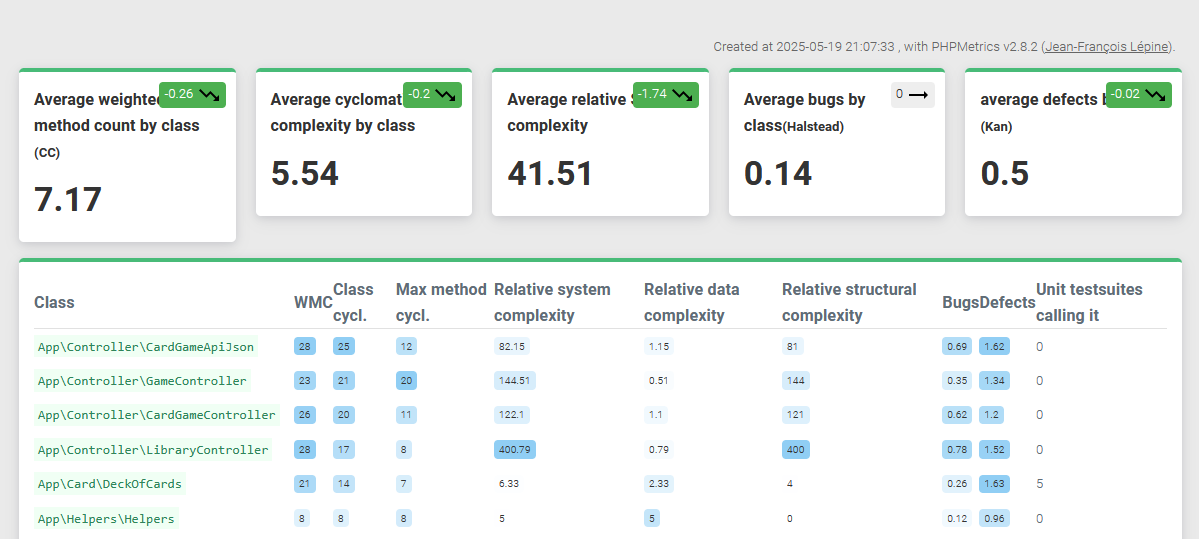 Created at 2025-05-19 21:07:33 , with PHPMetrics v2.8.2 (Jean-François Lépine).
Average weighted
method count by class
(CC)
-0.26
7.17
Average cyclomat
complexity by class
-0.2
5.54
Average relative
complexity
-1.74
41.51
Average bugs by
class(Halstead)
0
0.14
average defects
(Kan)
-0.02
0.5
Class WMC Class cycl. Max method cycl. Relative system complexity Relative data complexity Relative structural complexity Bugs Defects Unit testsuites calling it
App\Controller\CardGameApiJson 28 25 12 82.15 1.15 81 0.69 1.62 0
App\Controller\GameController 23 21 20 144.51 0.51 144 0.35 1.34 0
App\Controller\CardGameController 26 20 11 122.1 1.1 121 0.62 1.2 0
App\Controller\LibraryController 28 17 8 400.79 0.79 400 0.78 1.52 0
App\Card\DeckOfCards 21 14 7 6.33 2.33 4 0.26 1.63 5
App\Helpers\Helpers 8 8 8 5 5 0 0.12 0.96 0